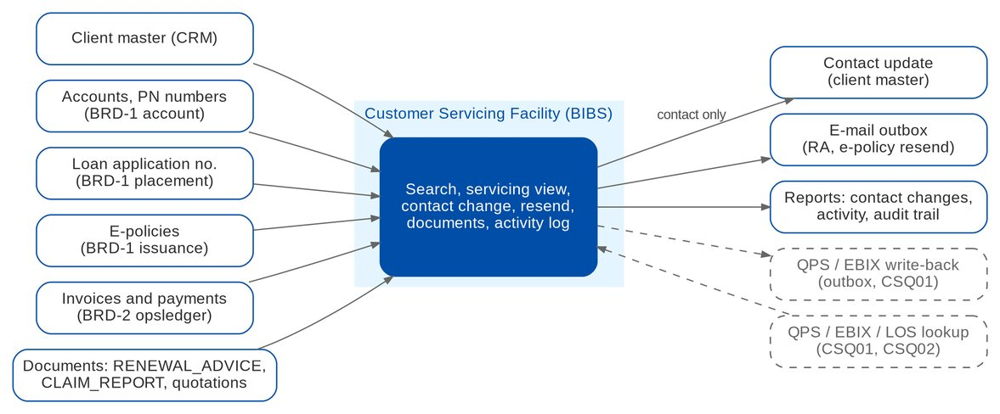 Client master (CRM)
Accounts, PN numbers
(BRD-1 account)
Loan application no.
(BRD-1 placement)
E-policies
(BRD-1 issuance)
Invoices and payments
(BRD-2 opsledger)
Documents: RENEWAL_ADVICE,
CLAIM_REPORT, quotations
Customer Servicing Facility (BIBS)
Search, servicing view,
contact change, resend,
documents, activity log
contact only
Contact update
(client master)
E-mail outbox
(RA, e-policy resend)
Reports: contact changes,
activity, audit trail
QPS / EBIX write-back
(outbox, CSQ01)
QPS / EBIX / LOS lookup
(CSQ01, CSQ02)